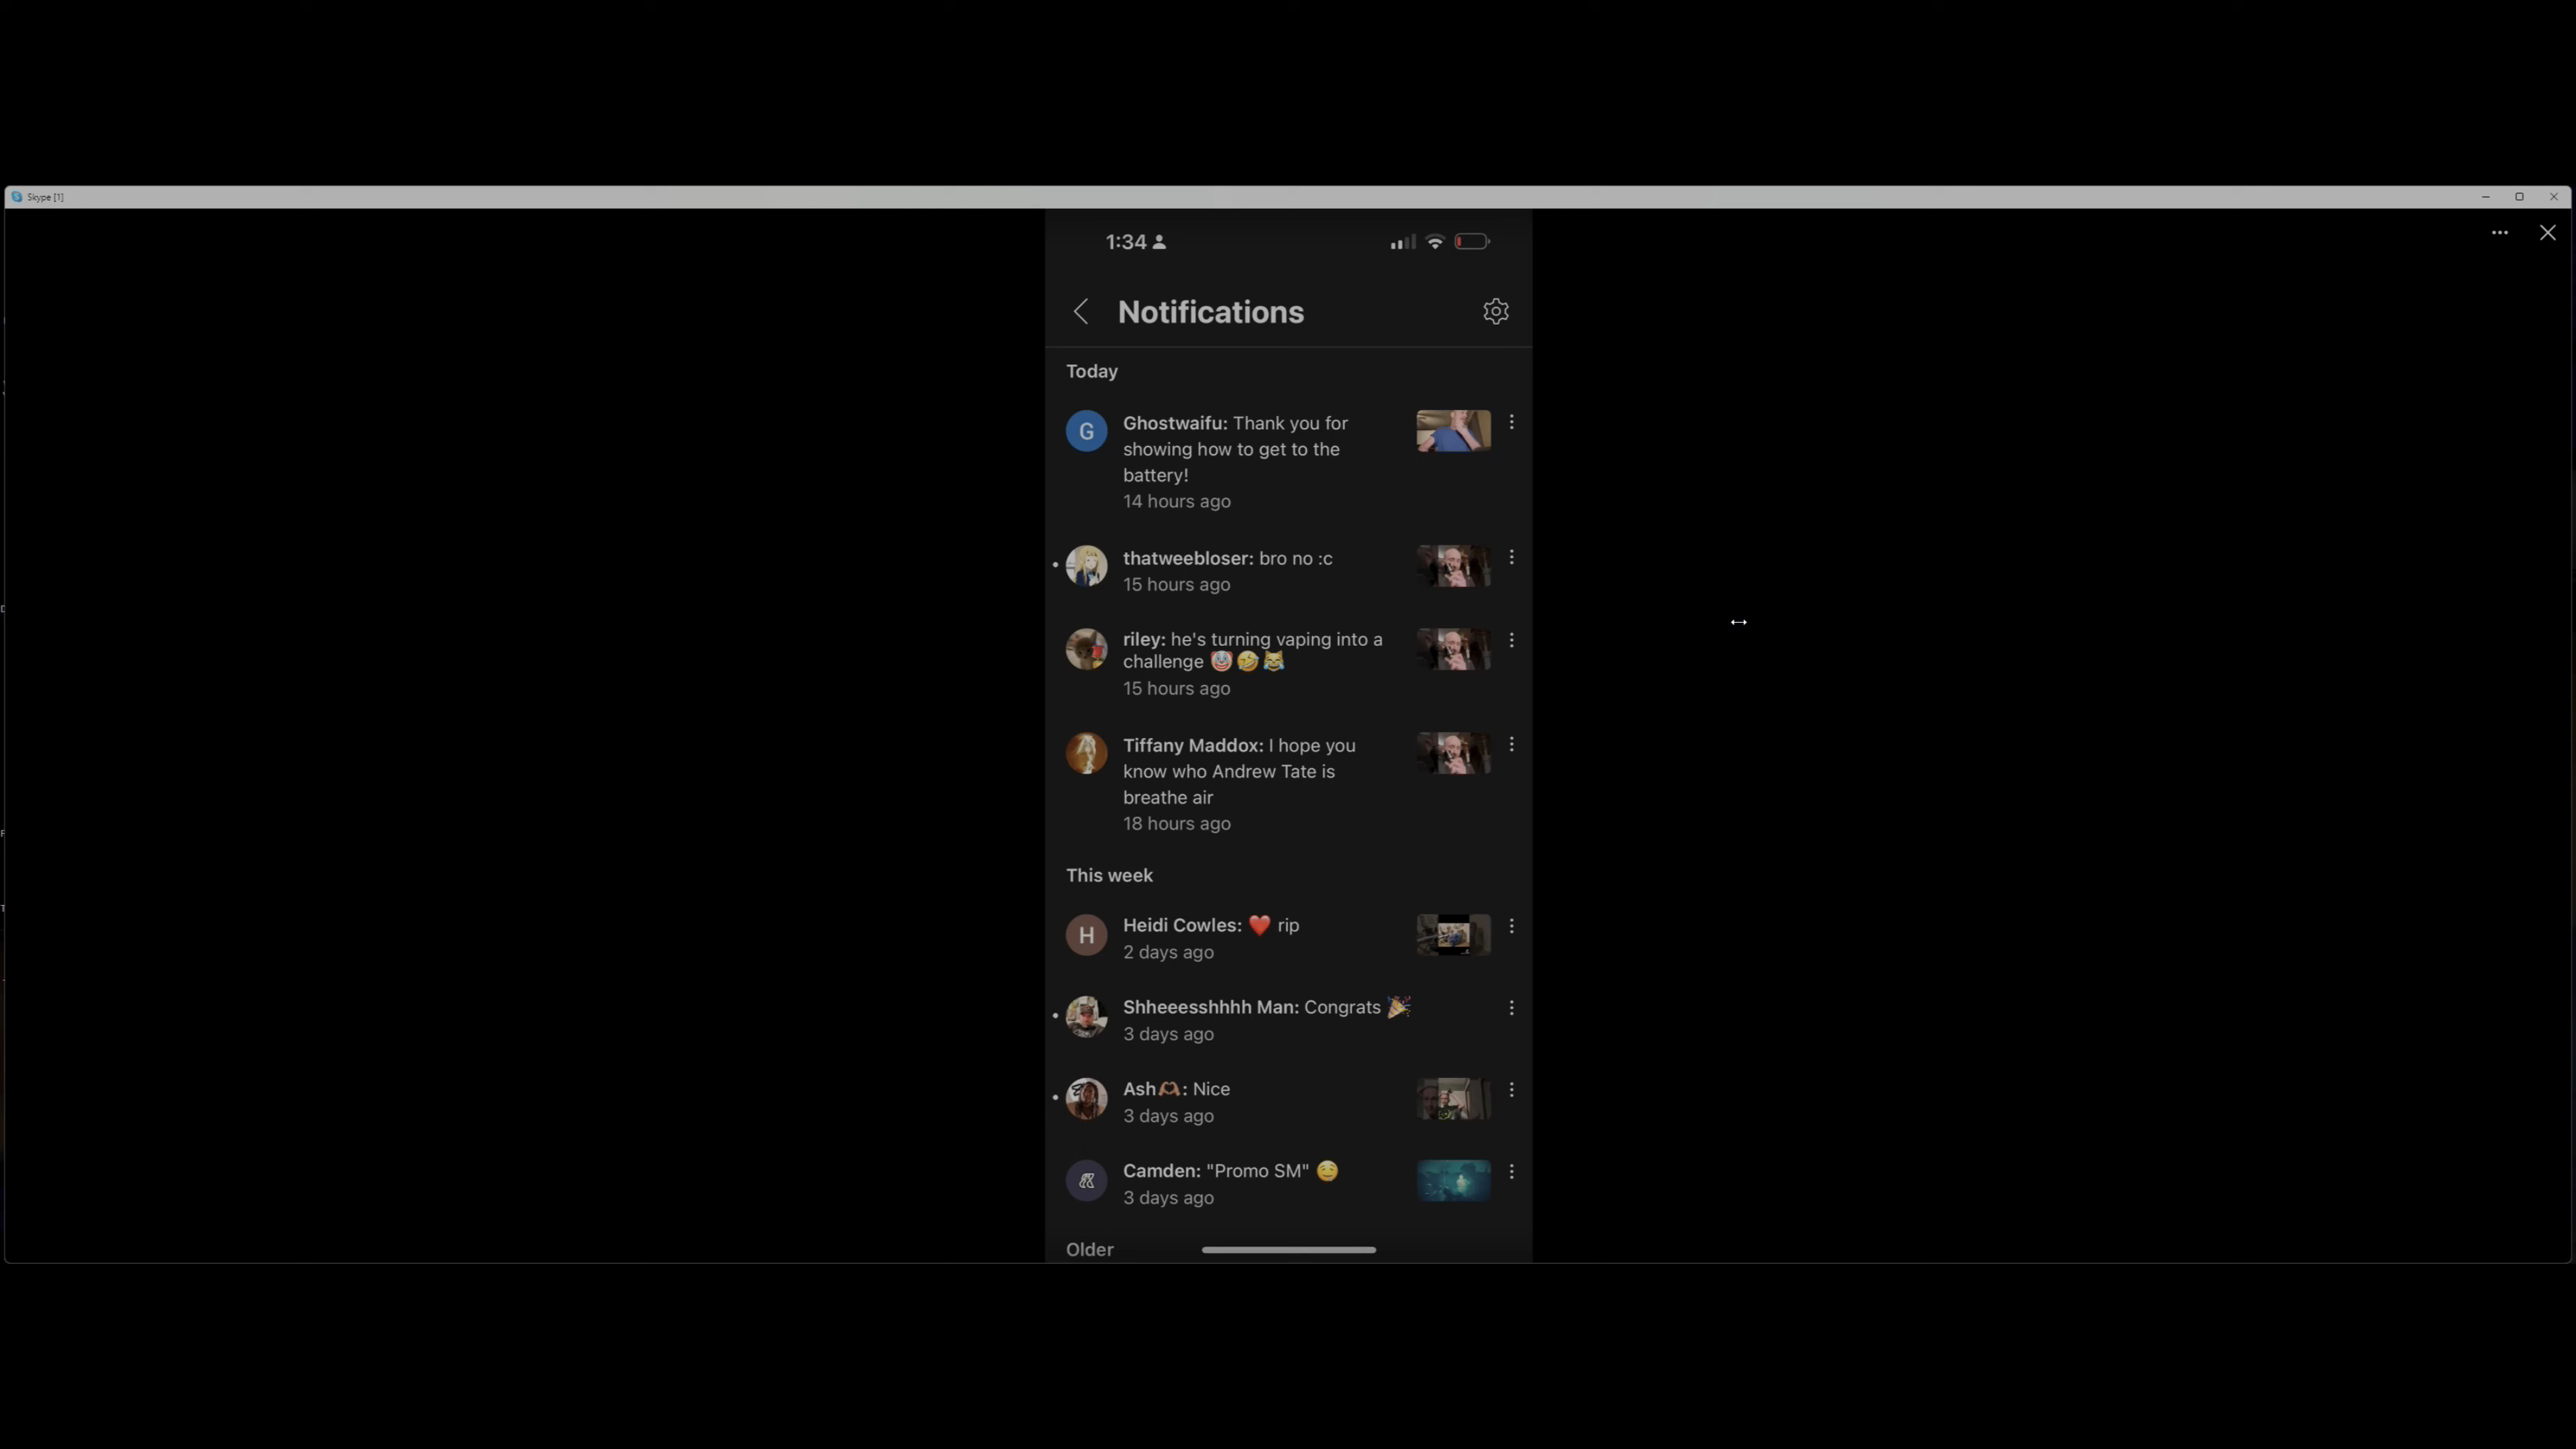 Skype [1]
1:34
Notifications
Today
G
Ghostwaifu: Thank you for
showing how to get to the
battery!
14 hours ago
thatweebloser: bro no :c
15 hours ago
riley: he's turning vaping into a
challenge 🤡🤣😹
15 hours ago
Tiffany Maddox: I hope you
know who Andrew Tate is
breathe air
18 hours ago
This week
H
Heidi Cowles: ❤️ rip
2 days ago
Shheeesshhhh Man: Congrats 🎉
3 days ago
Ash🫶🏾: Nice
3 days ago
Camden: "Promo SM" 🤤
3 days ago
Older